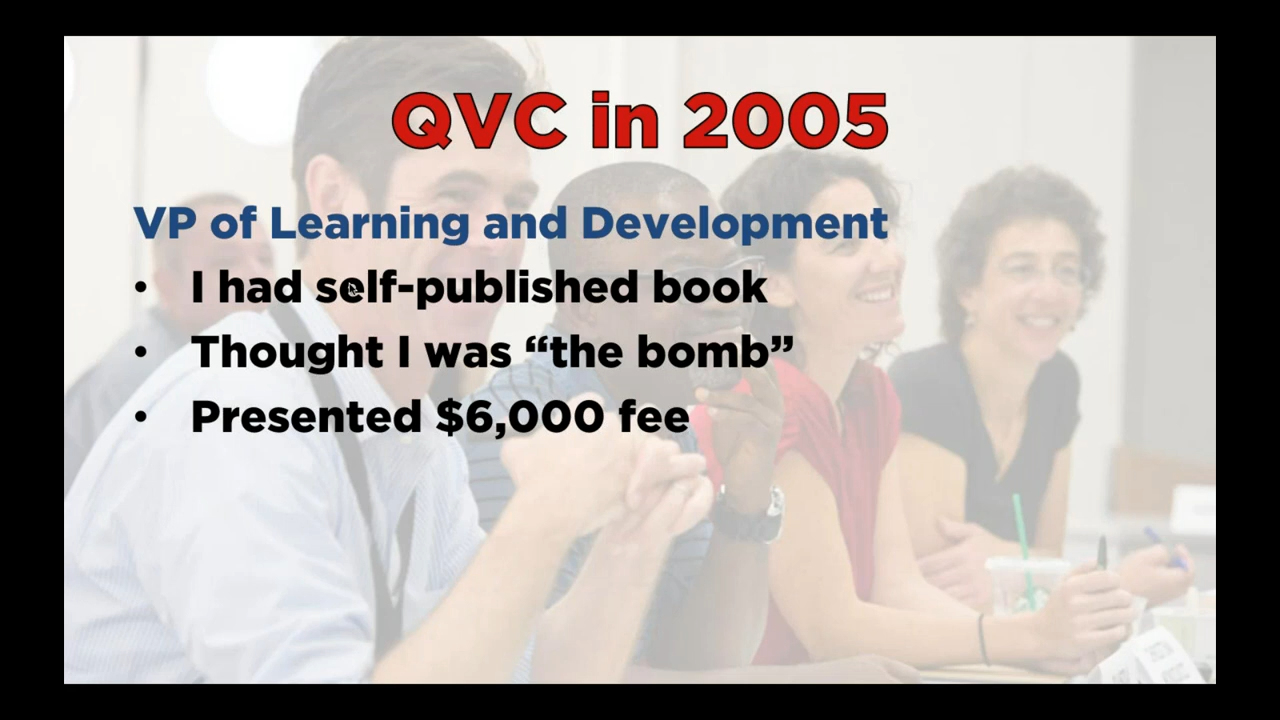 QVC in 2005
VP of Learning and Development
• I had self-published book
• Thought I was “the bomb”
• Presented $6,000 fee